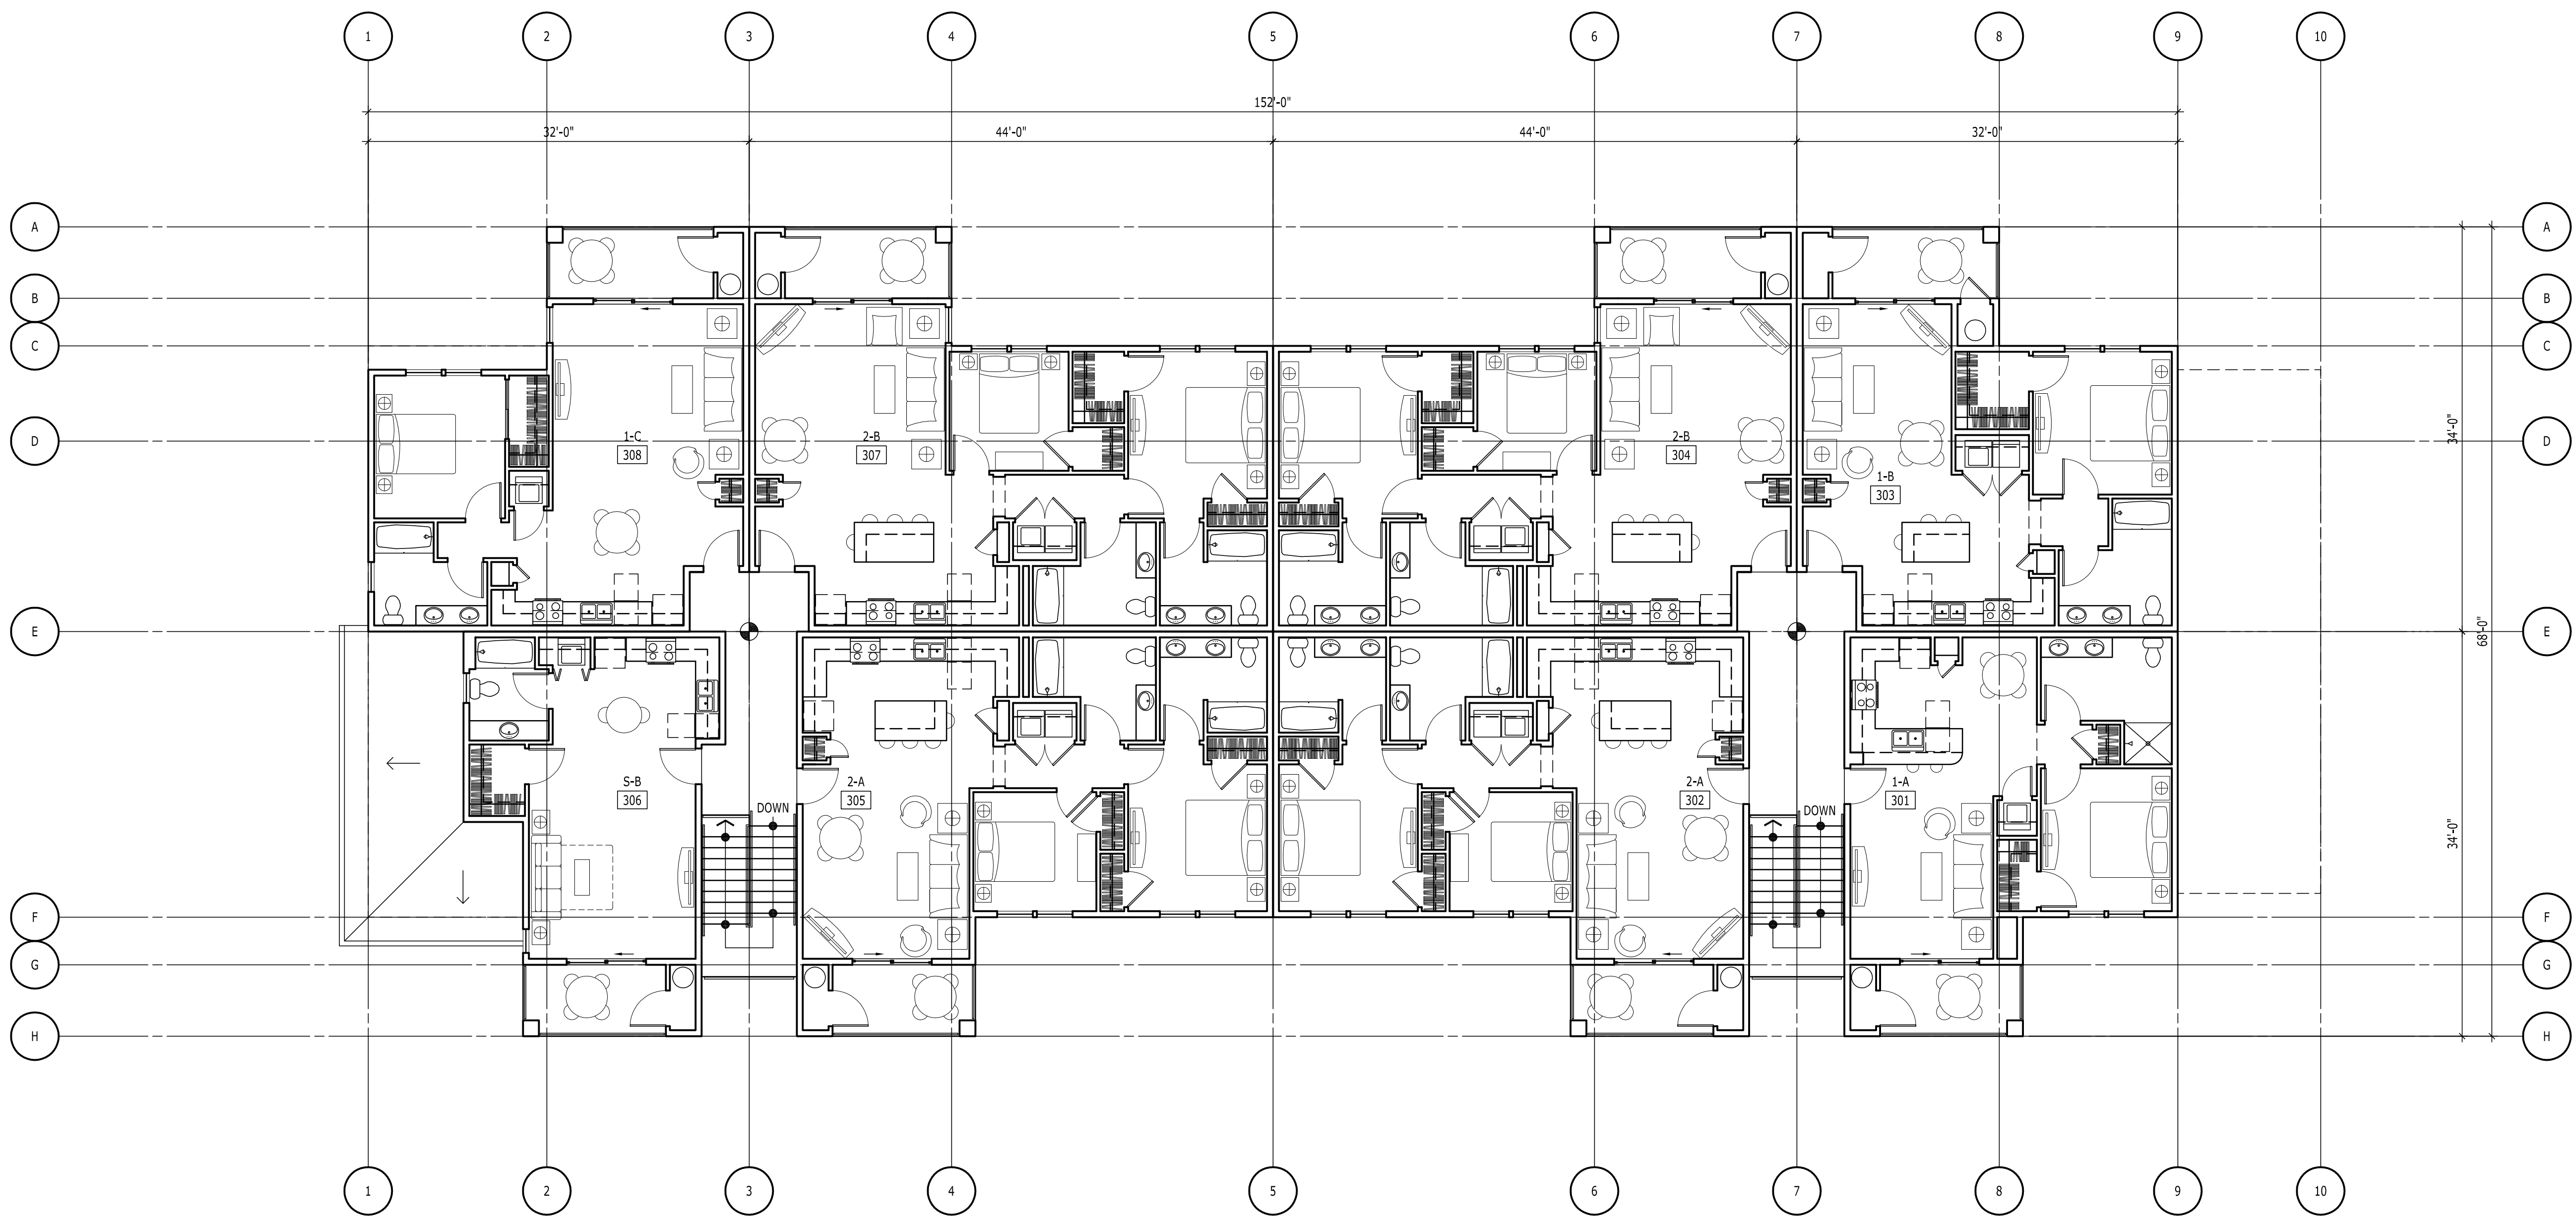 1 2 3 4 5 6 7 8 9 10
152'-0"
32'-0" 44'-0" 44'-0" 32'-0"
A A
B B
C C
1-C 2-B 2-B D D
308 307 304
34'-0"
1-B
303
E E
68'-0"
S-B 2-A 2-A 1-A
306 305 302 301
DOWN DOWN
34'-0"
F F
G G
H H
1 2 3 4 5 6 7 8 9 10